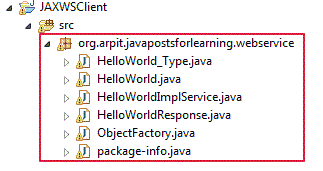 JAXWSClient
src
org.arpit.javapostsforlearning.webservice
HelloWorld_Type.java
HelloWorld.java
HelloWorldImplService.java
HelloWorldResponse.java
ObjectFactory.java
package-info.java